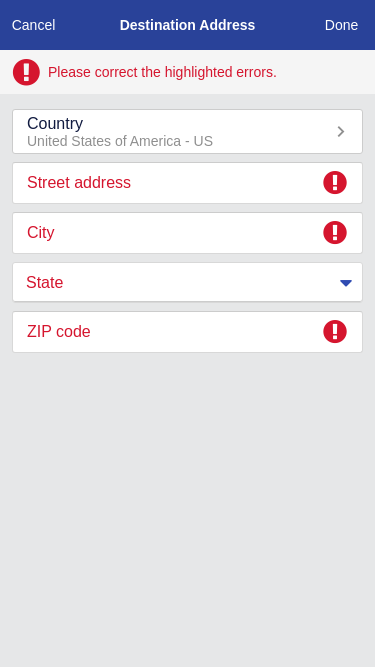 Cancel Destination Address Done
Please correct the highlighted errors.
Country
United States of America - US
Street address
City
State
ZIP code